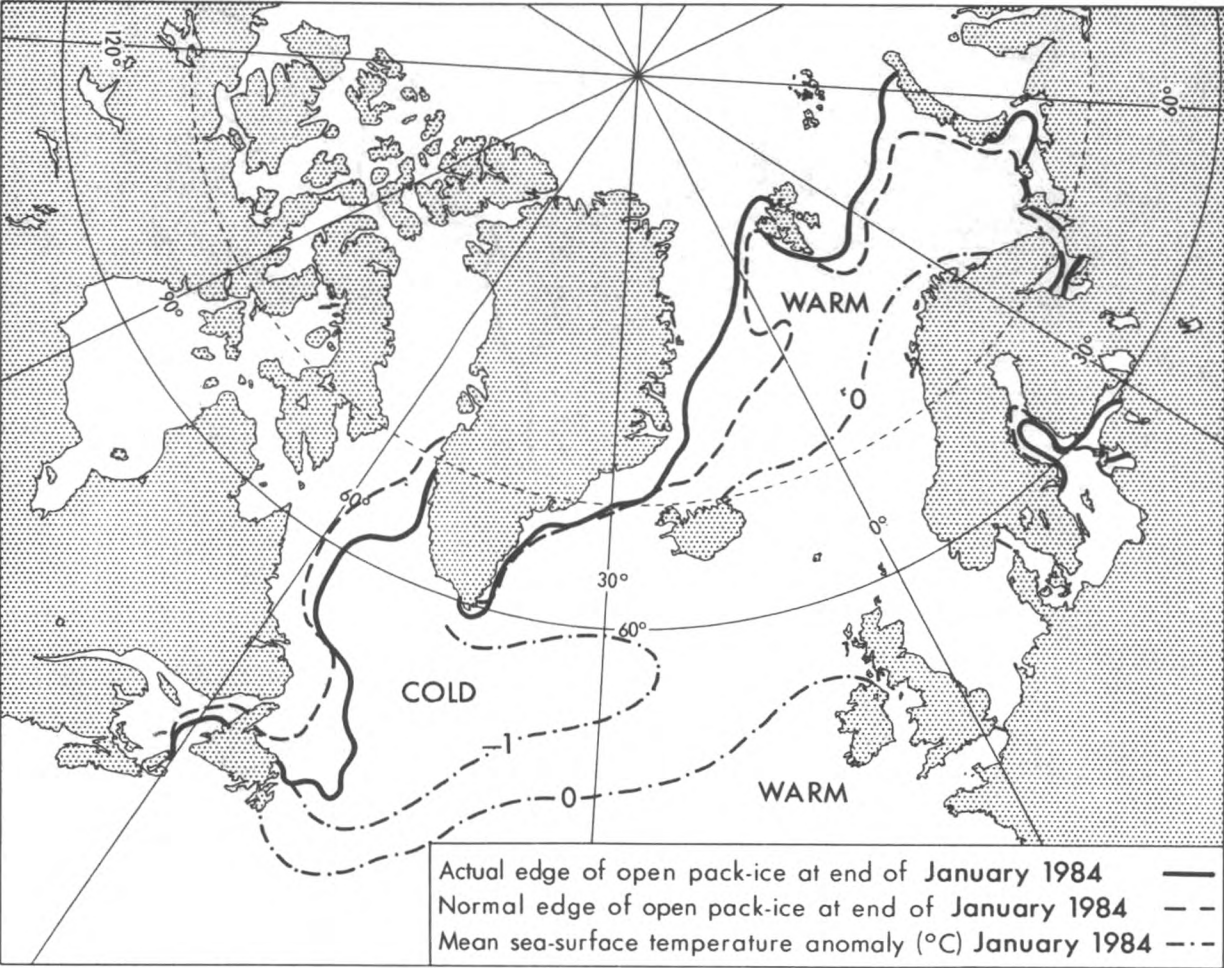 120°
60°
90°
WARM
30°
0
60°
0°
30°
60°
COLD
–1
0
WARM
Actual edge of open pack-ice at end of January 1984
Normal edge of open pack-ice at end of January 1984
Mean sea-surface temperature anomaly (°C) January 1984